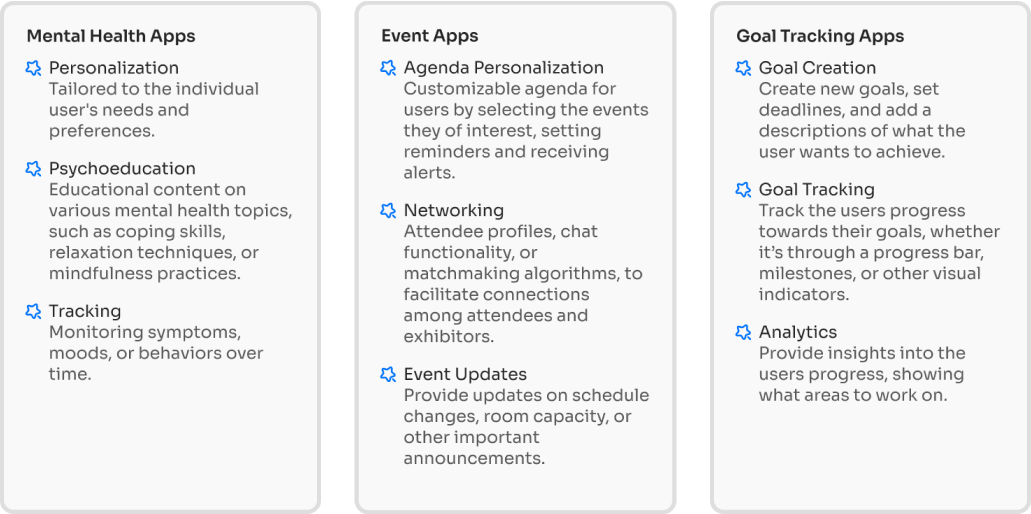 Mental Health Apps
Personalization
Tailored to the individual
user's needs and
preferences.
Psychoeducation
Educational content on
various mental health topics,
such as coping skills,
relaxation techniques, or
mindfulness practices.
Tracking
Monitoring symptoms,
moods, or behaviors over
time.
Event Apps
Agenda Personalization
Customizable agenda for
users by selecting the events
they of interest, setting
reminders and receiving
alerts.
Networking
Attendee profiles, chat
functionality, or
matchmaking algorithms, to
facilitate connections
among attendees and
exhibitors.
Event Updates
Provide updates on schedule
changes, room capacity, or
other important
announcements.
Goal Tracking Apps
Goal Creation
Create new goals, set
deadlines, and add a
descriptions of what the
user wants to achieve.
Goal Tracking
Track the users progress
towards their goals, whether
it’s through a progress bar,
milestones, or other visual
indicators.
Analytics
Provide insights into the
users progress, showing
what areas to work on.